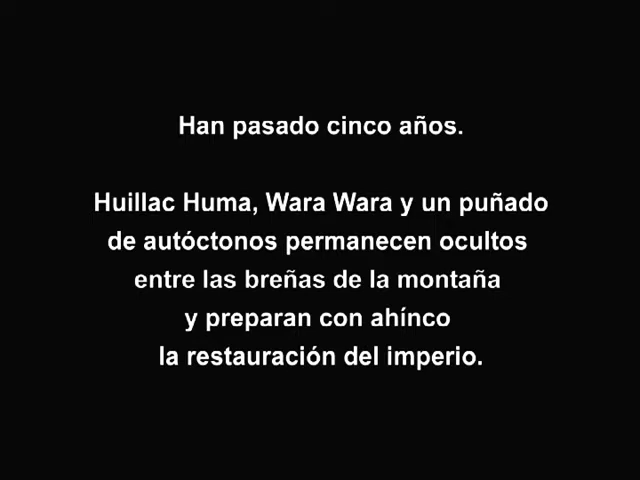 Han pasado cinco años.
Huillac Huma, Wara Wara y un puñado
de autóctonos permanecen ocultos
entre las breñas de la montaña
y preparan con ahínco
la restauración del imperio.